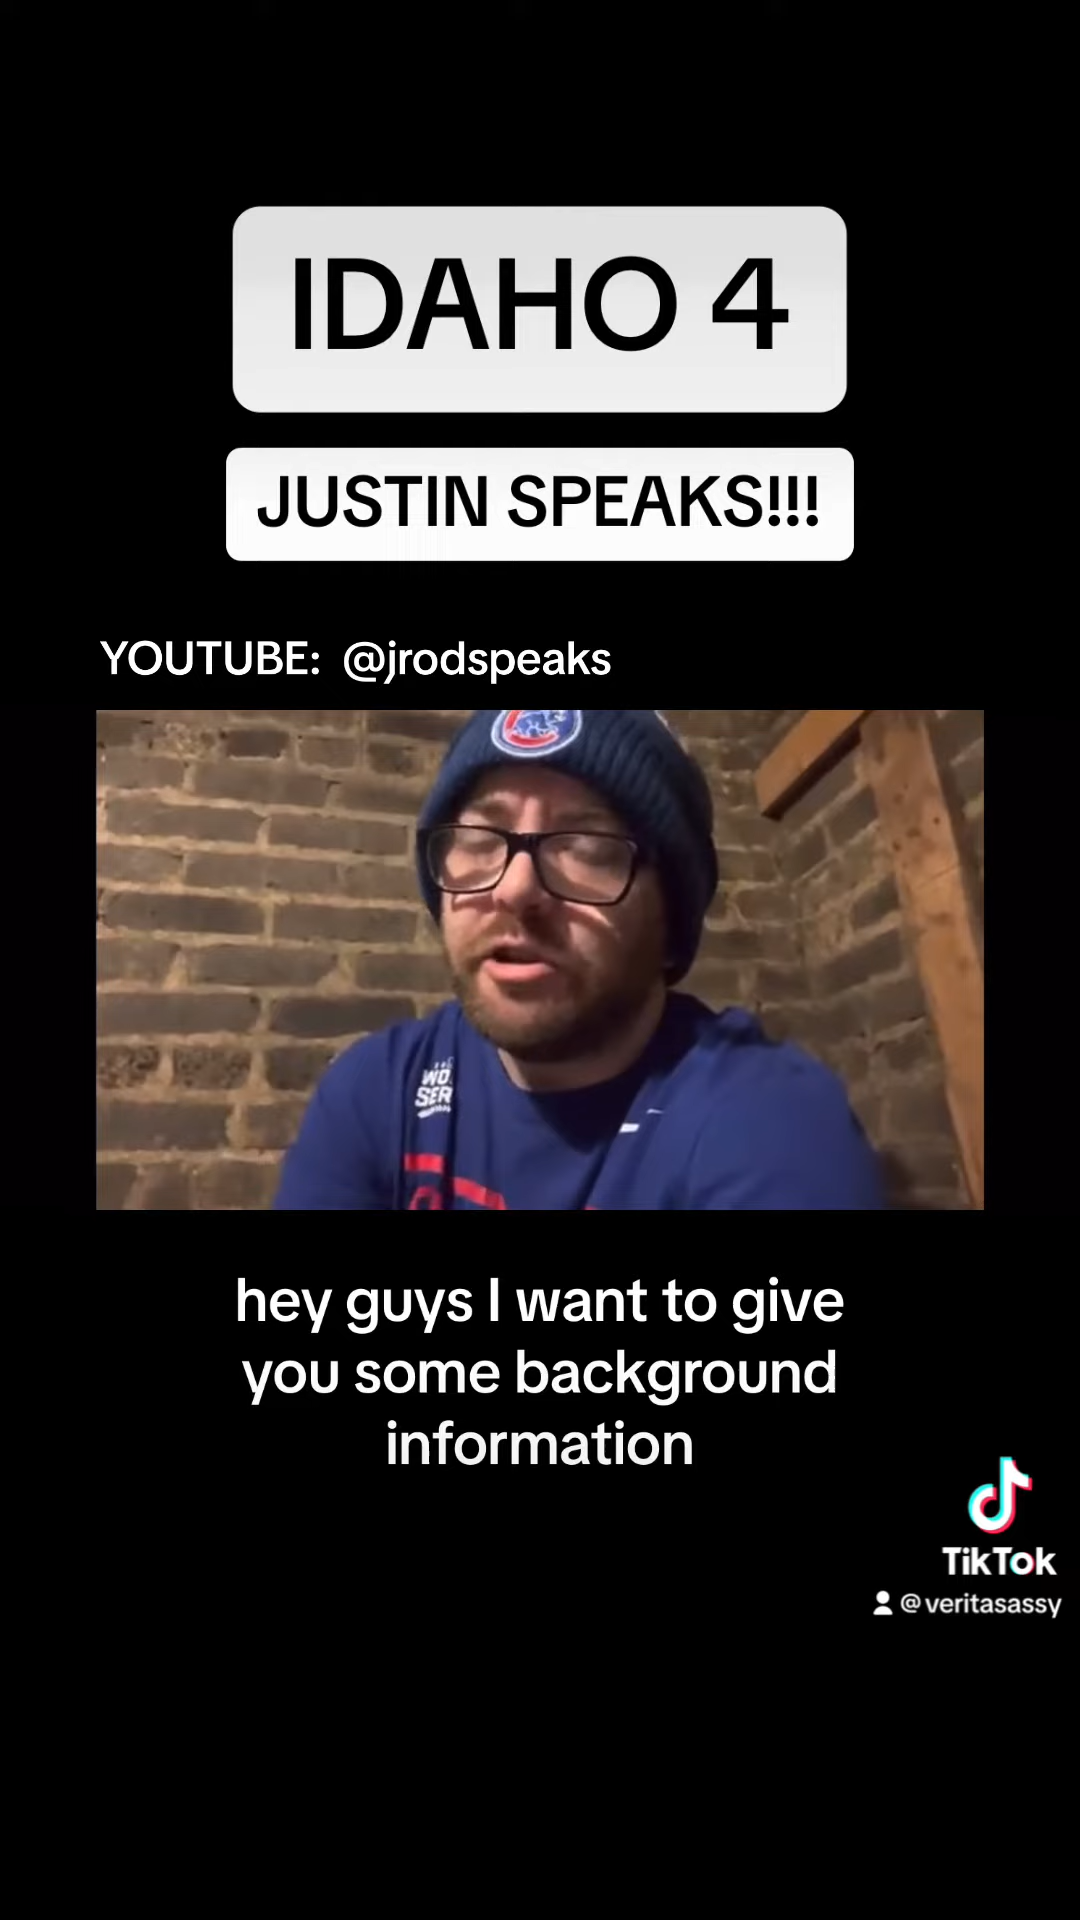 IDAHO 4
JUSTIN SPEAKS!!!
YOUTUBE: @jrodspeaks
hey guys I want to give
you some background
information
TikTok
@veritasassy